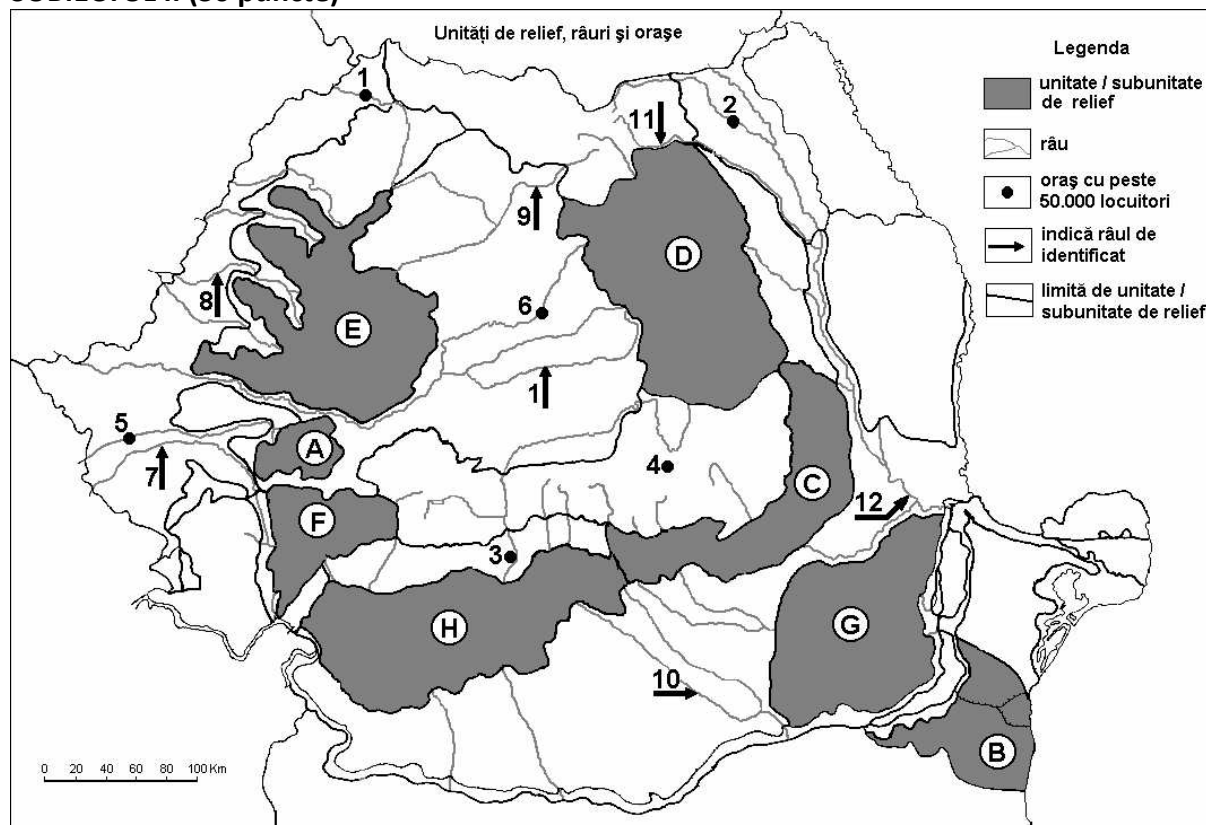 Unități de relief, râuri și orașe
Legenda
unitate / subunitate
de relief
râu
oraș cu peste
50.000 locuitori
indică râul de
identificat
limită de unitate /
subunitate de relief
1
11
2
9
D
8
6
E
1
5
A
7
4
C
12
F
3
H
G
10
B
0 20 40 60 80 100 Km